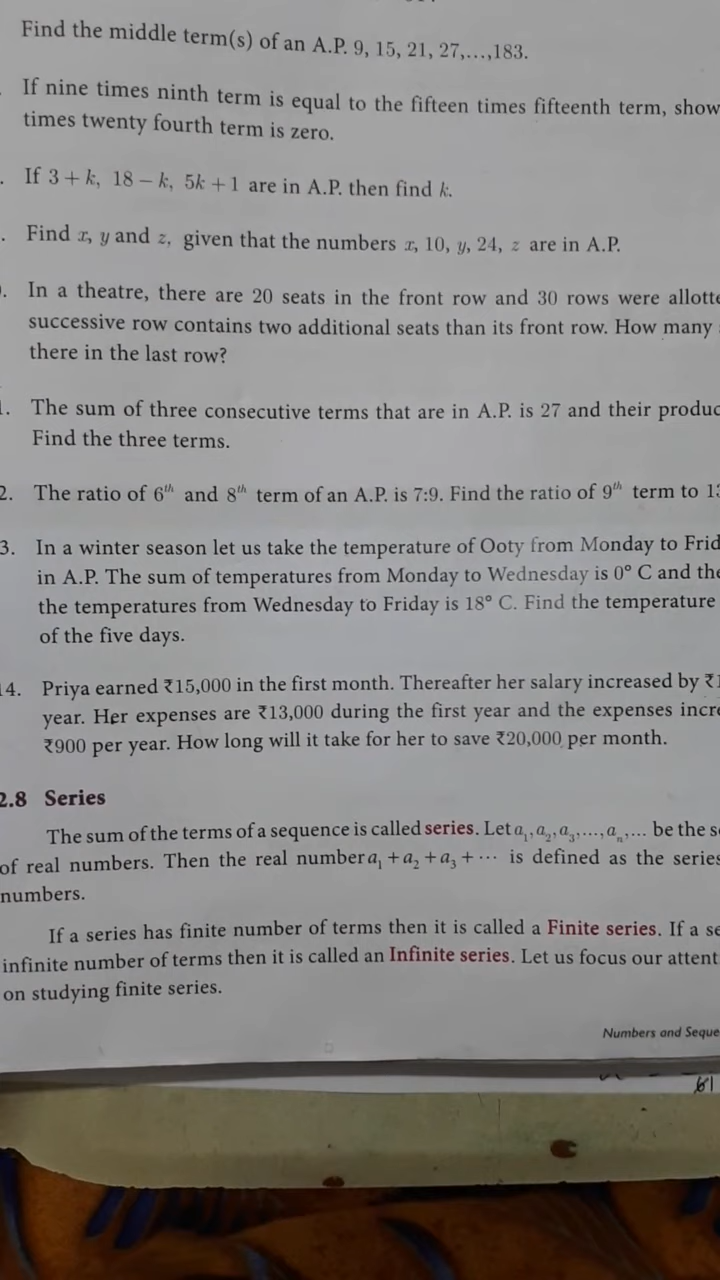 Find the middle term(s) of an A.P. 9, 15, 21, 27,...,183.
If nine times ninth term is equal to the fifteen times fifteenth term, show
times twenty fourth term is zero.
. If 3 + k, 18 − k, 5k + 1 are in A.P. then find k.
. Find x, y and z, given that the numbers x, 10, y, 24, z are in A.P.
. In a theatre, there are 20 seats in the front row and 30 rows were
successive row contains two additional seats than its front row. How many
there in the last row?
. The sum of three consecutive terms that are in A.P. is 27 and their
Find the three terms.
2. The ratio of 6th and 8th term of an A.P. is 7:9. Find the ratio of 9th term to
3. In a winter season let us take the temperature of Ooty from Monday to
in A.P. The sum of temperatures from Monday to Wednesday is 0° C and
the temperatures from Wednesday to Friday is 18° C. Find the temperature
of the five days.
14. Priya earned ₹15,000 in the first month. Thereafter her salary increased by
year. Her expenses are ₹13,000 during the first year and the expenses
₹900 per year. How long will it take for her to save ₹20,000 per month.
2.8 Series
The sum of the terms of a sequence is called series. Let a₁, a₂, a₃,..., aₙ,... be the
of real numbers. Then the real number a₁ + a₂ + a₃ + ··· is defined as the series
numbers.
If a series has finite number of terms then it is called a Finite series. If a
infinite number of terms then it is called an Infinite series. Let us focus our
on studying finite series.
Numbers and
61